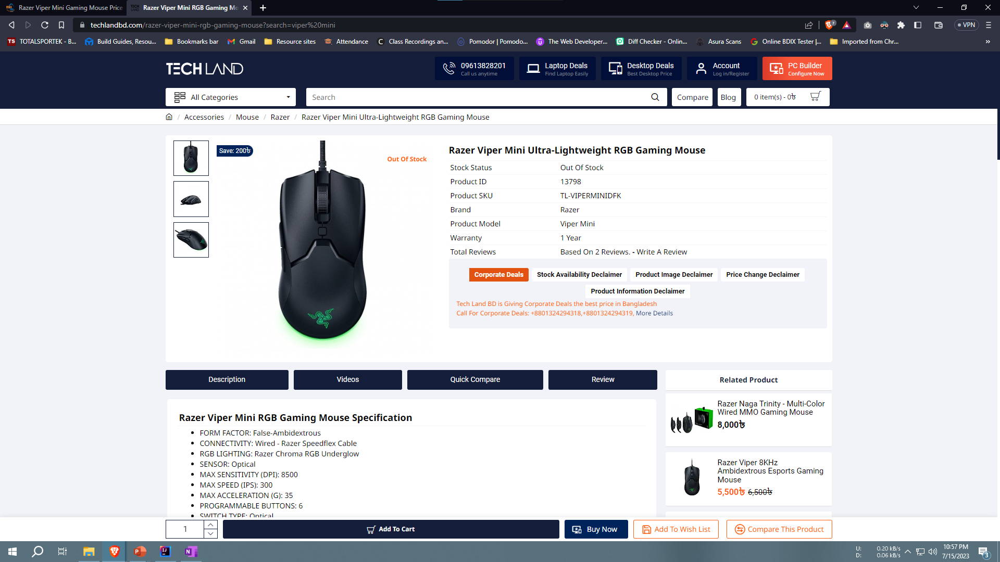 Razer Viper Mini Gaming Mouse Price
TECH LAND
Razer Viper Mini RGB Gaming Mo
techlandbd.com/razer-viper-mini-rgb-gaming-mouse?search=viper%20mini
7
VPN
TS
TOTALSPORTEK - B...
Build Guides, Resou...
Bookmarks bar
Gmail
Resource sites
Attendance
Class Recordings an...
Pomodor | Pomodo...
The Web Developer...
Diff Checker - Onlin...
Asura Scans
Online BDIX Tester |...
Imported from Chr...
»
TECH LAND
09613828201
Call us anytime
Laptop Deals
Find Laptop Easily
Desktop Deals
Best Desktop Price
Account
Log in/Register
PC Builder
Configure Now
All Categories
Search
Compare
Blog
0 item(s) - 0৳
/ Accessories / Mouse / Razer / Razer Viper Mini Ultra-Lightweight RGB Gaming Mouse
Save: 200৳
Out Of Stock
Razer Viper Mini Ultra-Lightweight RGB Gaming Mouse
Stock Status Out Of Stock
Product ID 13798
Product SKU TL-VIPERMINIDFK
Brand Razer
Product Model Viper Mini
Warranty 1 Year
Total Reviews Based On 2 Reviews. - Write A Review
Corporate Deals
Stock Availability Declaimer
Product Image Declaimer
Price Change Declaimer
Product Information Declaimer
Tech Land BD is Giving Corporate Deals the best price in Bangladesh
Call For Corporate Deals: +8801324294318,+8801324294319, More Details
Description
Videos
Quick Compare
Review
Related Product
Razer Viper Mini RGB Gaming Mouse Specification
• FORM FACTOR: False-Ambidextrous
• CONNECTIVITY: Wired - Razer Speedflex Cable
• RGB LIGHTING: Razer Chroma RGB Underglow
• SENSOR: Optical
• MAX SENSITIVITY (DPI): 8500
• MAX SPEED (IPS): 300
• MAX ACCELERATION (G): 35
• PROGRAMMABLE BUTTONS: 6
• SWITCH TYPE: Optical
Razer Naga Trinity - Multi-Color
Wired MMO Gaming Mouse
8,000৳
Razer Viper 8KHz
Ambidextrous Esports Gaming
Mouse
5,500৳ 6,500৳
1
Add To Cart
Buy Now
Add To Wish List
Compare This Product
P
IJ
N
U: 0.20 kB/s
D: 0.06 kB/s
10:57 PM
7/15/2023
3